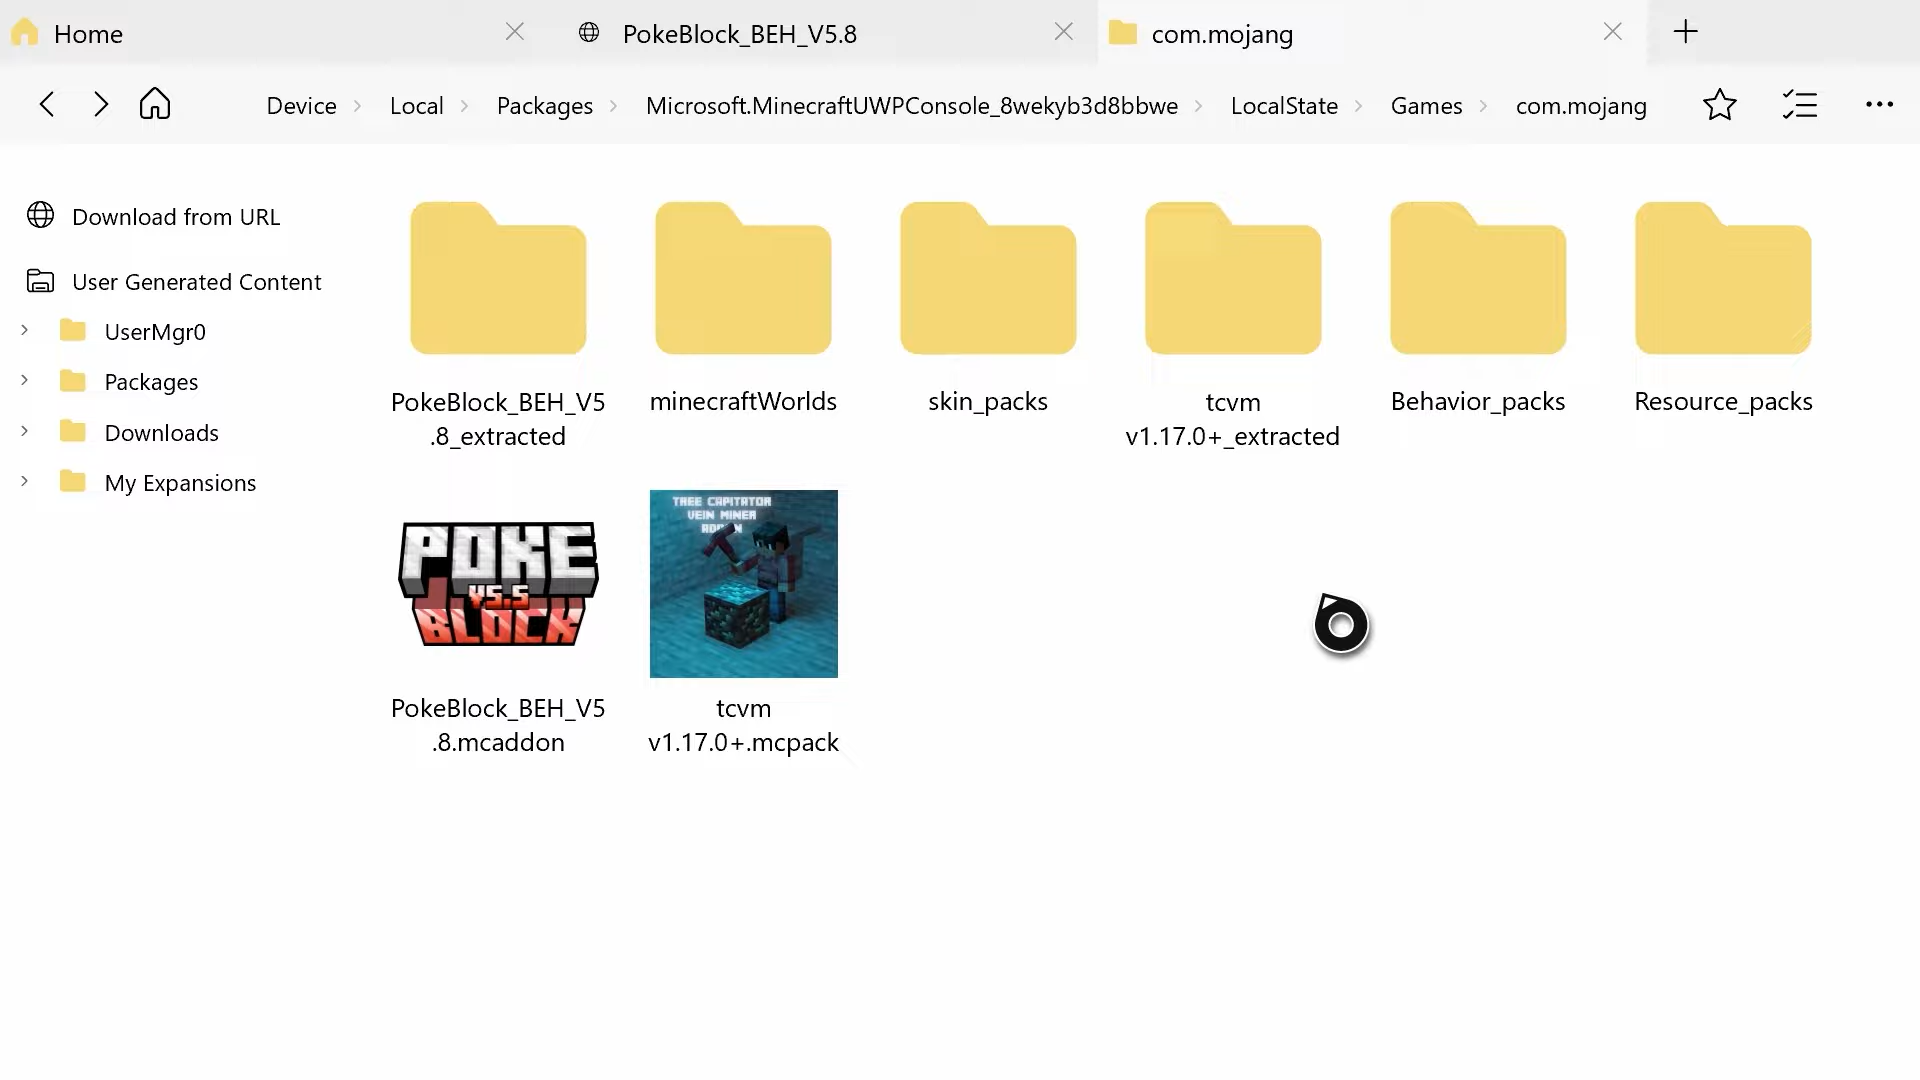 Home
PokeBlock_BEH_V5.8
com.mojang
Device
Local
Packages
Microsoft.MinecraftUWPConsole_8wekyb3d8bbwe
LocalState
Games
com.mojang
Download from URL
User Generated Content
UserMgr0
Packages
Downloads
My Expansions
PokeBlock_BEH_V5
.8_extracted
minecraftWorlds
skin_packs
tcvm
v1.17.0+_extracted
Behavior_packs
Resource_packs
POKE
V5.5
BLOCK
PokeBlock_BEH_V5
.8.mcaddon
TREE CAPITATOR
VEIN MINER
ADDON
tcvm
v1.17.0+.mcpack